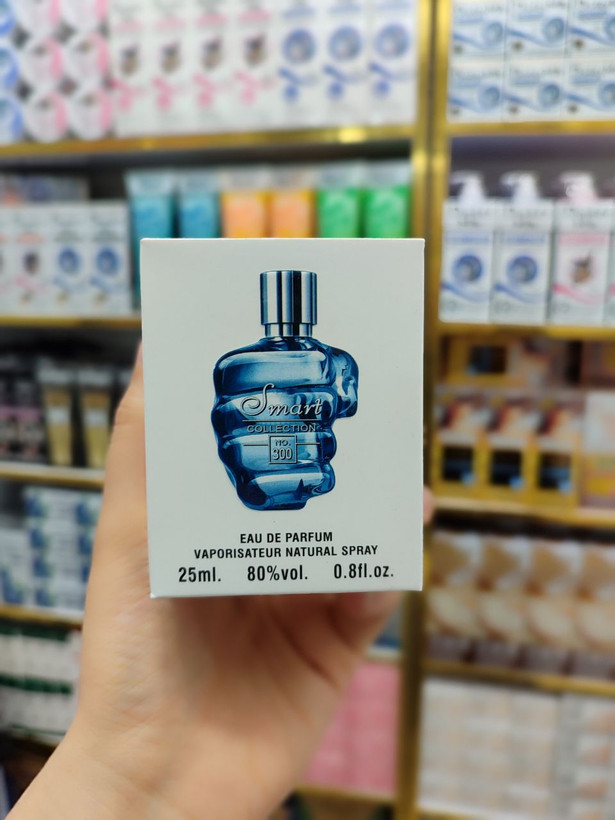 Smart
COLLECTION
NO.
300
EAU DE PARFUM
VAPORISATEUR NATURAL SPRAY
25ml. 80%vol. 0.8fl.oz.